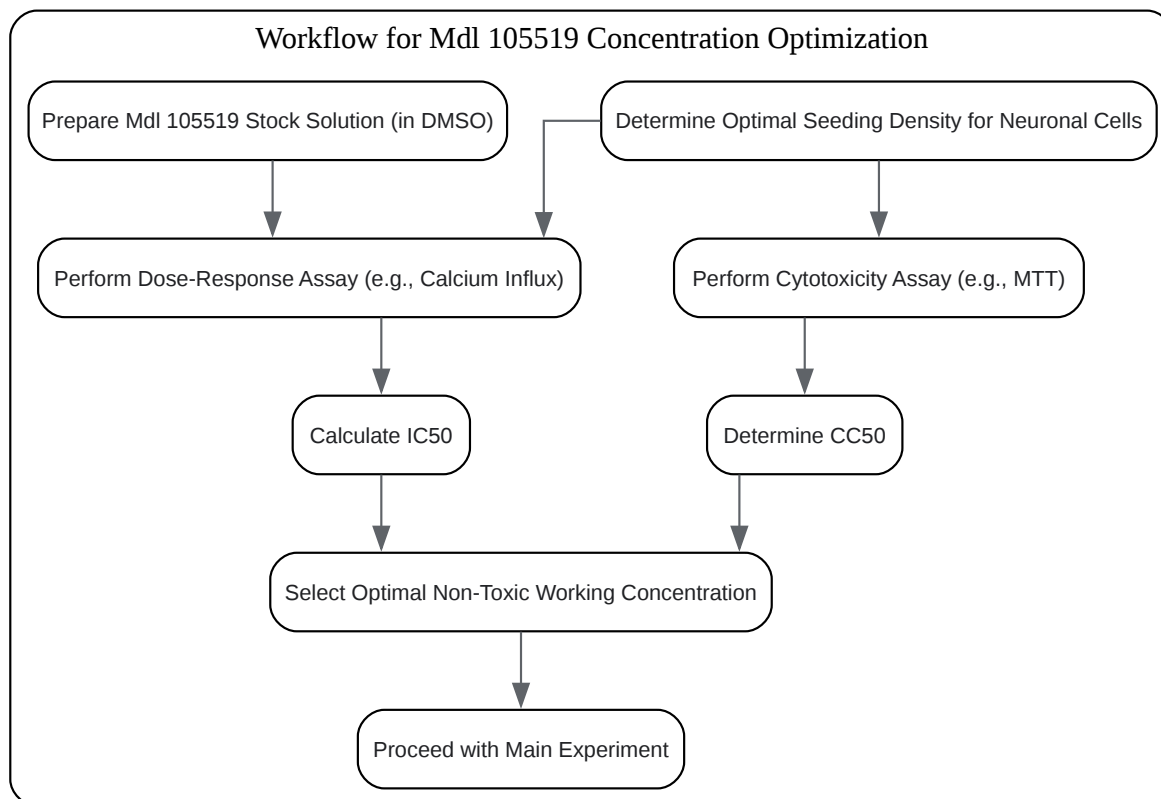 Workflow for Mdl 105519 Concentration Optimization
Prepare Mdl 105519 Stock Solution (in DMSO)
Determine Optimal Seeding Density for Neuronal Cells
Perform Dose-Response Assay (e.g., Calcium Influx)
Perform Cytotoxicity Assay (e.g., MTT)
Calculate IC50
Determine CC50
Select Optimal Non-Toxic Working Concentration
Proceed with Main Experiment